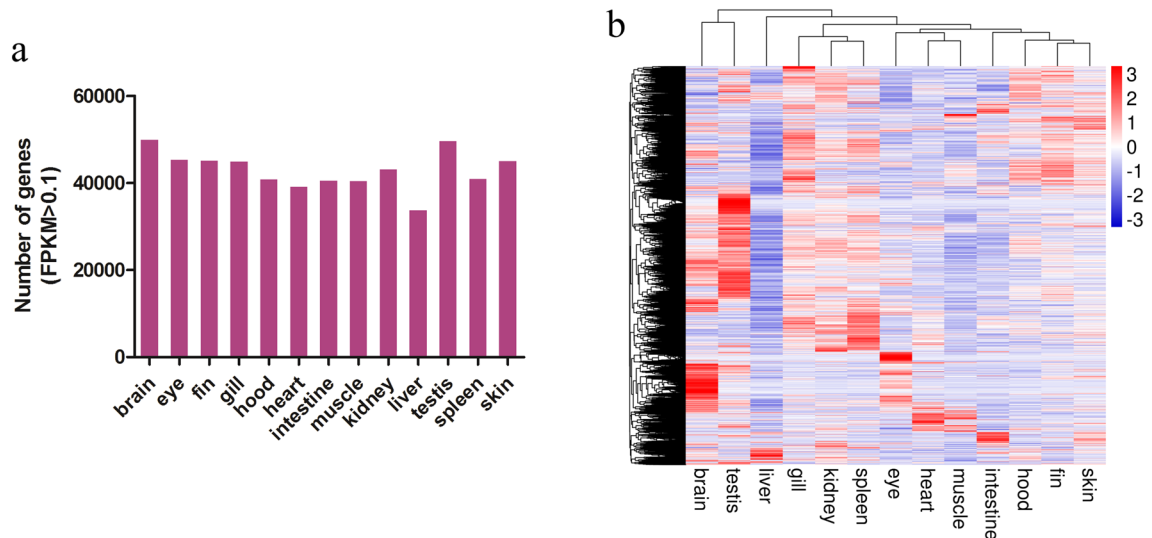 a
Number of genes
(FPKM>0.1)
60000
40000
20000
0
brain
eye
fin
gill
hood
heart
intestine
muscle
kidney
liver
testis
spleen
skin
b
3
2
1
0
-1
-2
-3
brain
testis
liver
gill
kidney
spleen
eye
heart
muscle
intestine
hood
fin
skin